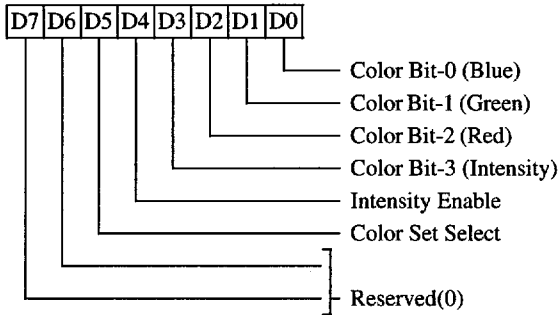 D7 D6 D5 D4 D3 D2 D1 D0
Color Bit-0 (Blue)
Color Bit-1 (Green)
Color Bit-2 (Red)
Color Bit-3 (Intensity)
Intensity Enable
Color Set Select
Reserved(0)